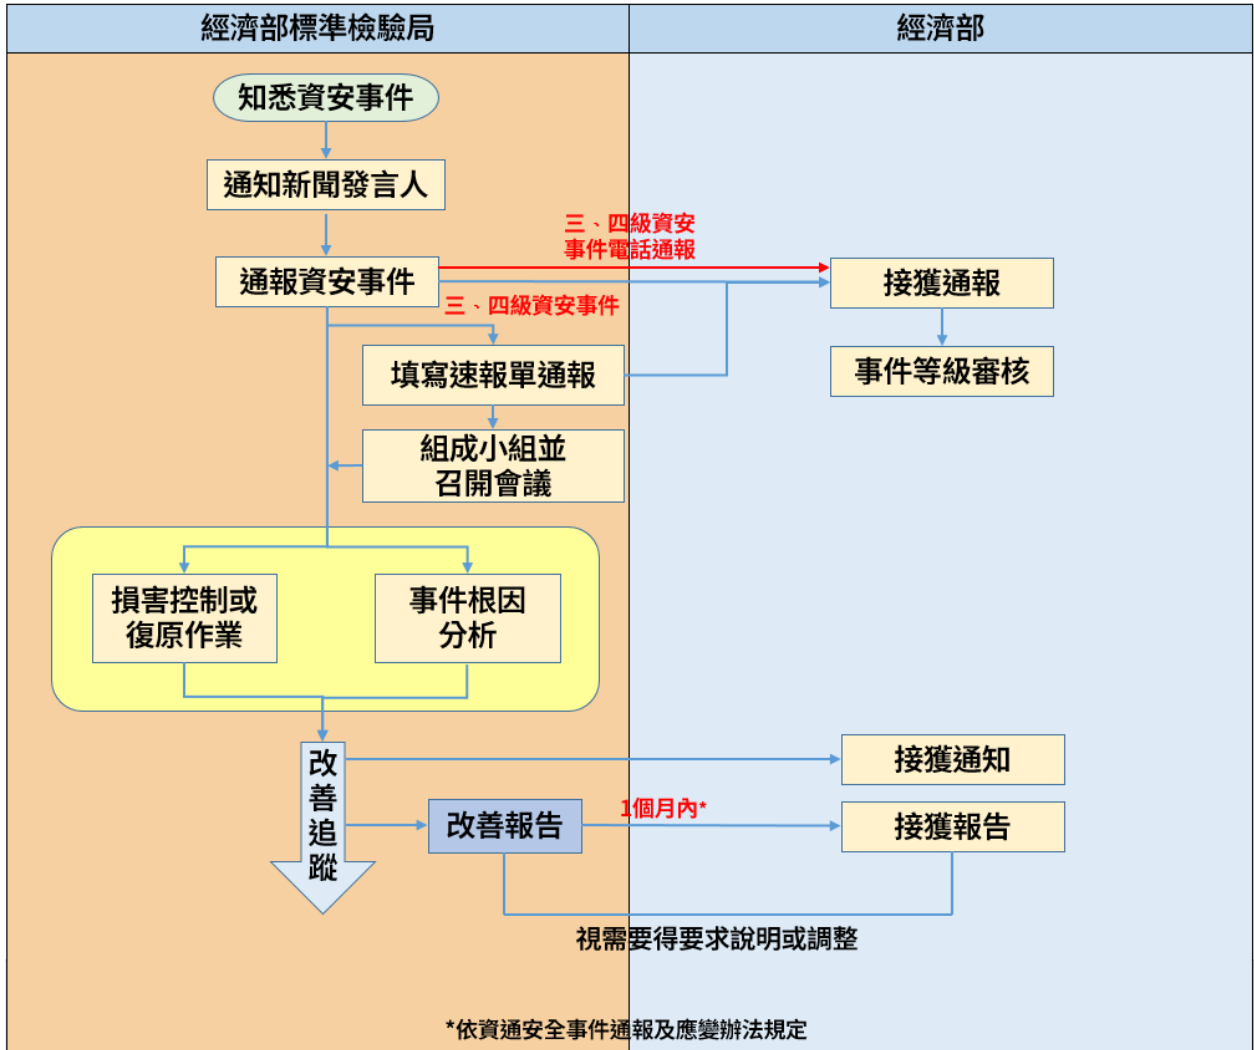 經濟部標準檢驗局
經濟部
知悉資安事件
通知新聞發言人
三、四級資安
事件電話通報
通報資安事件
接獲通報
三、四級資安事件
填寫速報單通報
事件等級審核
組成小組並
召開會議
損害控制或
復原作業
事件根因
分析
改善追蹤
接獲通知
改善報告
1個月內*
接獲報告
視需要得要求說明或調整
*依資通安全事件通報及應變辦法規定